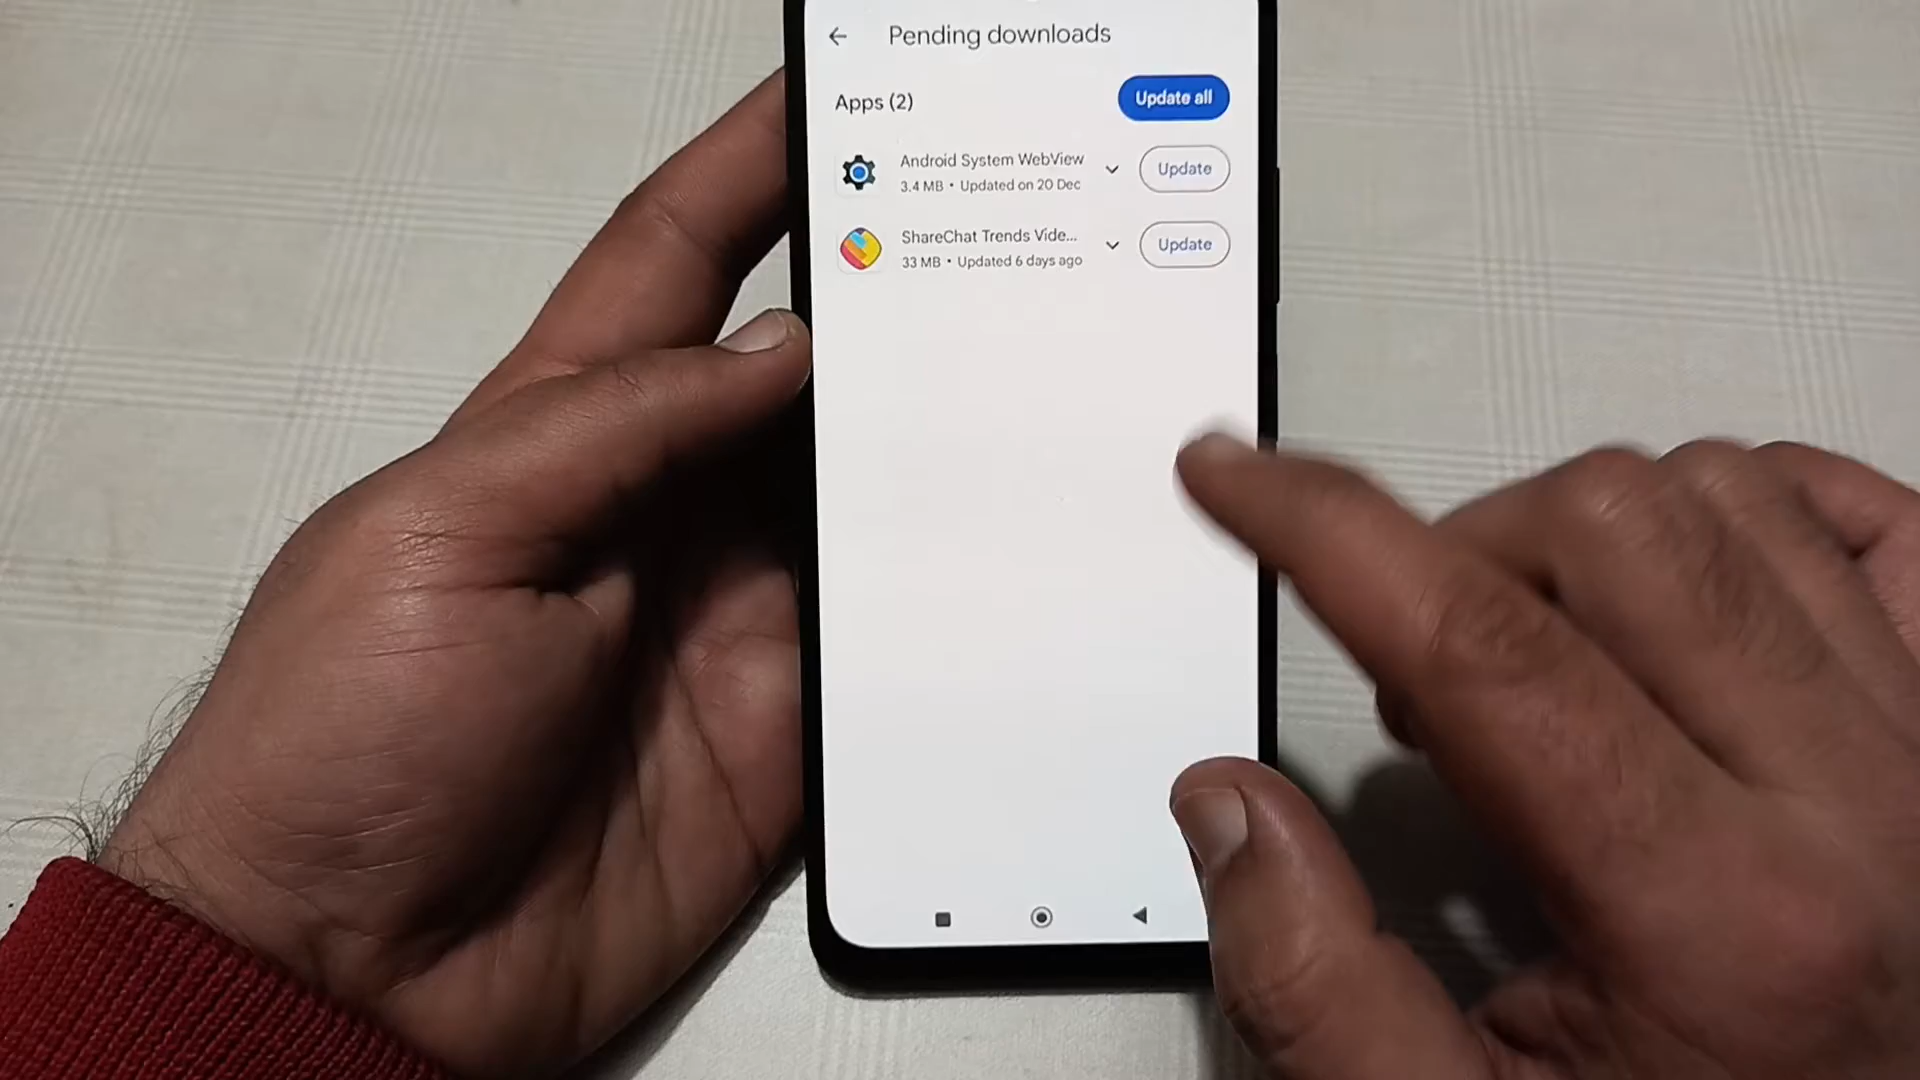 Pending downloads
Apps (2)
Update all
Android System WebView
3.4 MB • Updated on 20 Dec
Update
ShareChat Trends Vide...
33 MB • Updated 6 days ago
Update